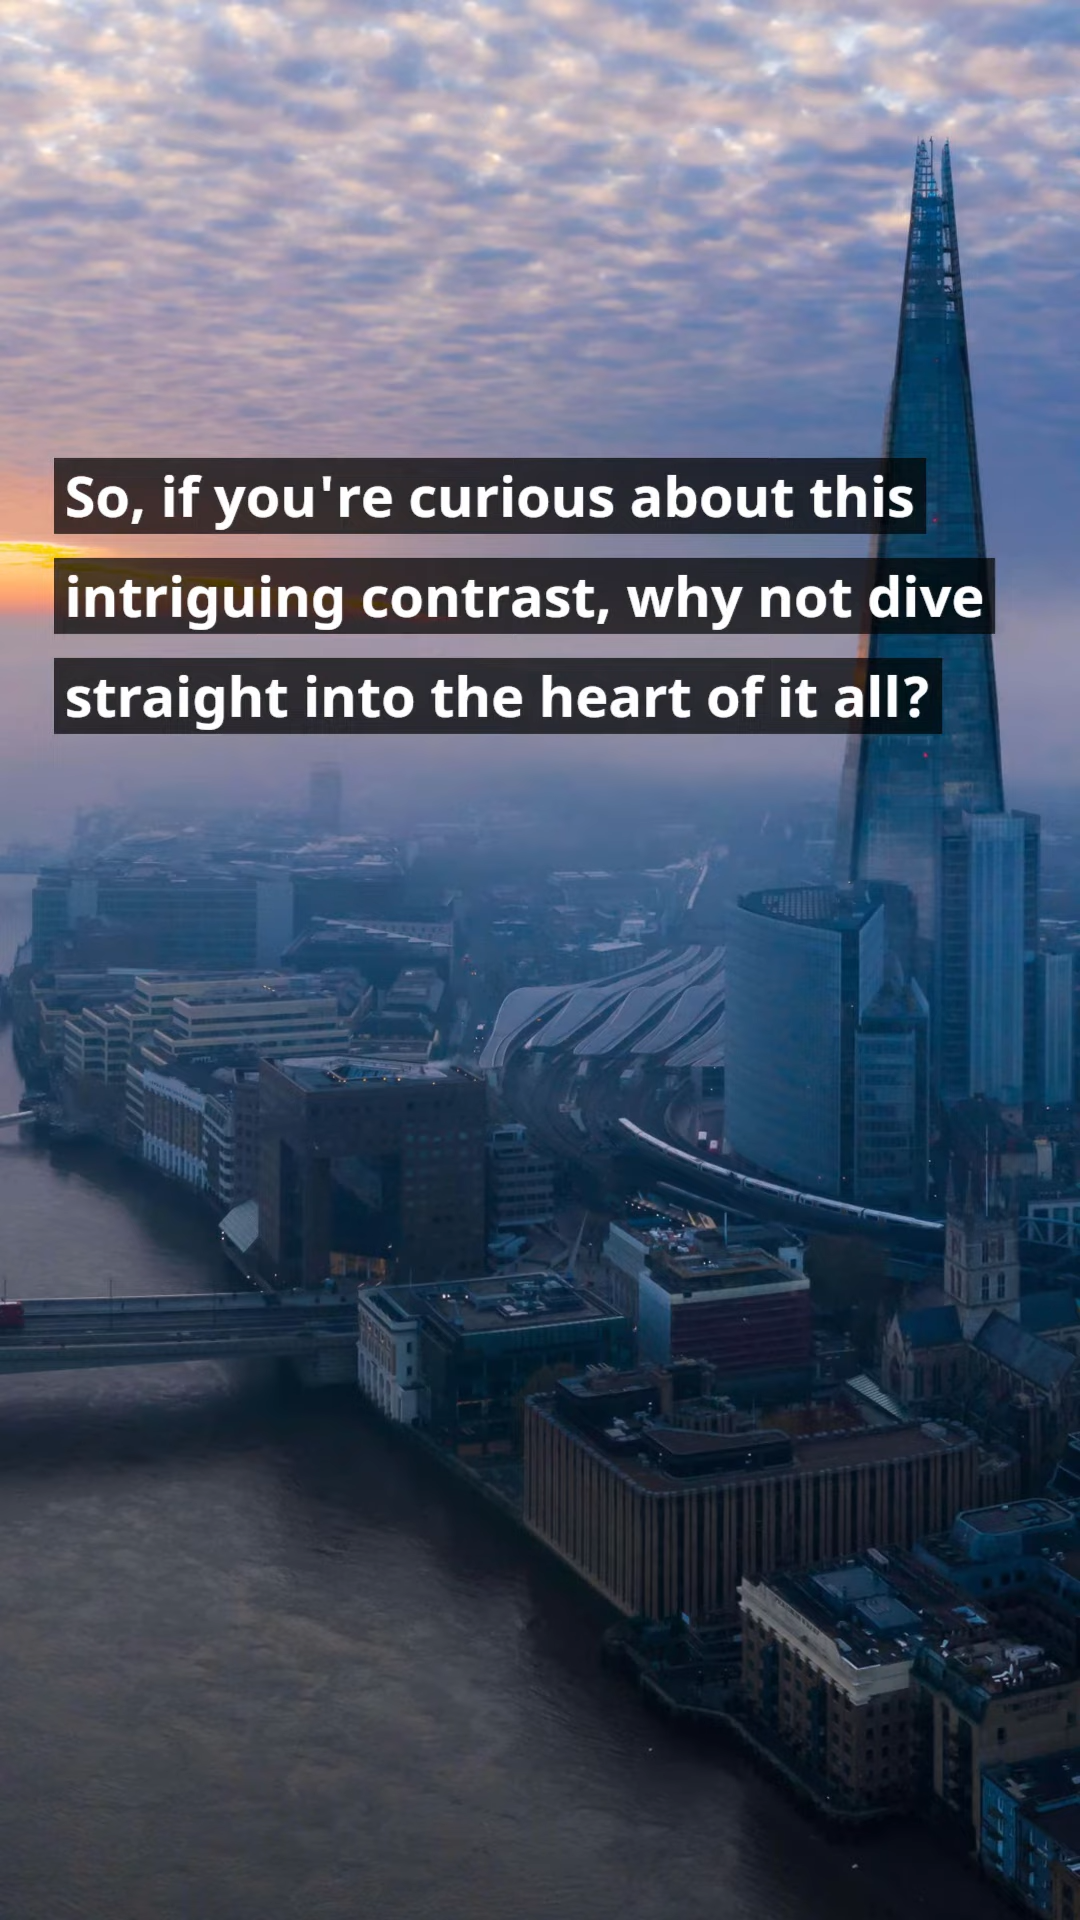 So, if you're curious about this
intriguing contrast, why not dive
straight into the heart of it all?